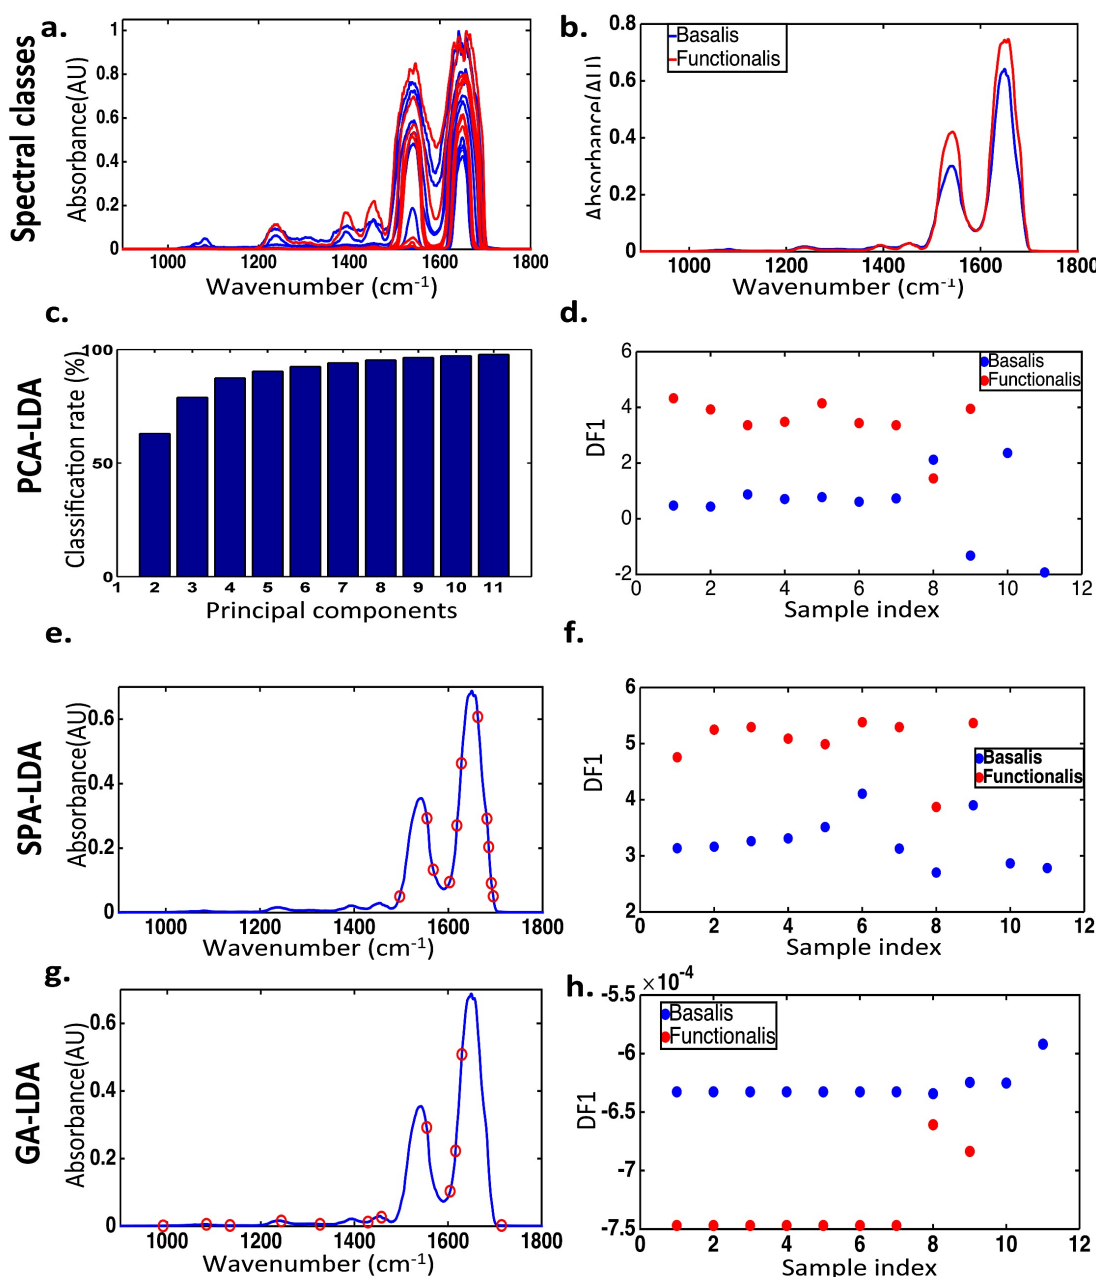 Spectral classes
a.
1
0.8
0.6
0.4
0.2
0
Absorbance(AU)
1000 1200 1400 1600 1800
Wavenumber (cm-1)
b.
0.8
0.6
0.4
0.2
0
Absorbance(AU)
Basalis
Functionalis
1000 1200 1400 1600 1800
Wavenumber (cm-1)
PCA-LDA
c.
100
50
0
Classification rate (%)
1 2 3 4 5 6 7 8 9 10 11
Principal components
d.
6
4
2
0
-2
DF1
Basalis
Functionalis
0 2 4 6 8 10 12
Sample index
SPA-LDA
e.
0.6
0.4
0.2
0
Absorbance(AU)
1000 1200 1400 1600 1800
Wavenumber (cm-1)
f.
6
5
4
3
2
DF1
Basalis
Functionalis
0 2 4 6 8 10 12
Sample index
GA-LDA
g.
0.6
0.4
0.2
0
Absorbance(AU)
1000 1200 1400 1600 1800
Wavenumber (cm-1)
h.
×10-4
-5.5
-6
-6.5
-7
-7.5
DF1
Basalis
Functionalis
0 2 4 6 8 10 12
Sample index